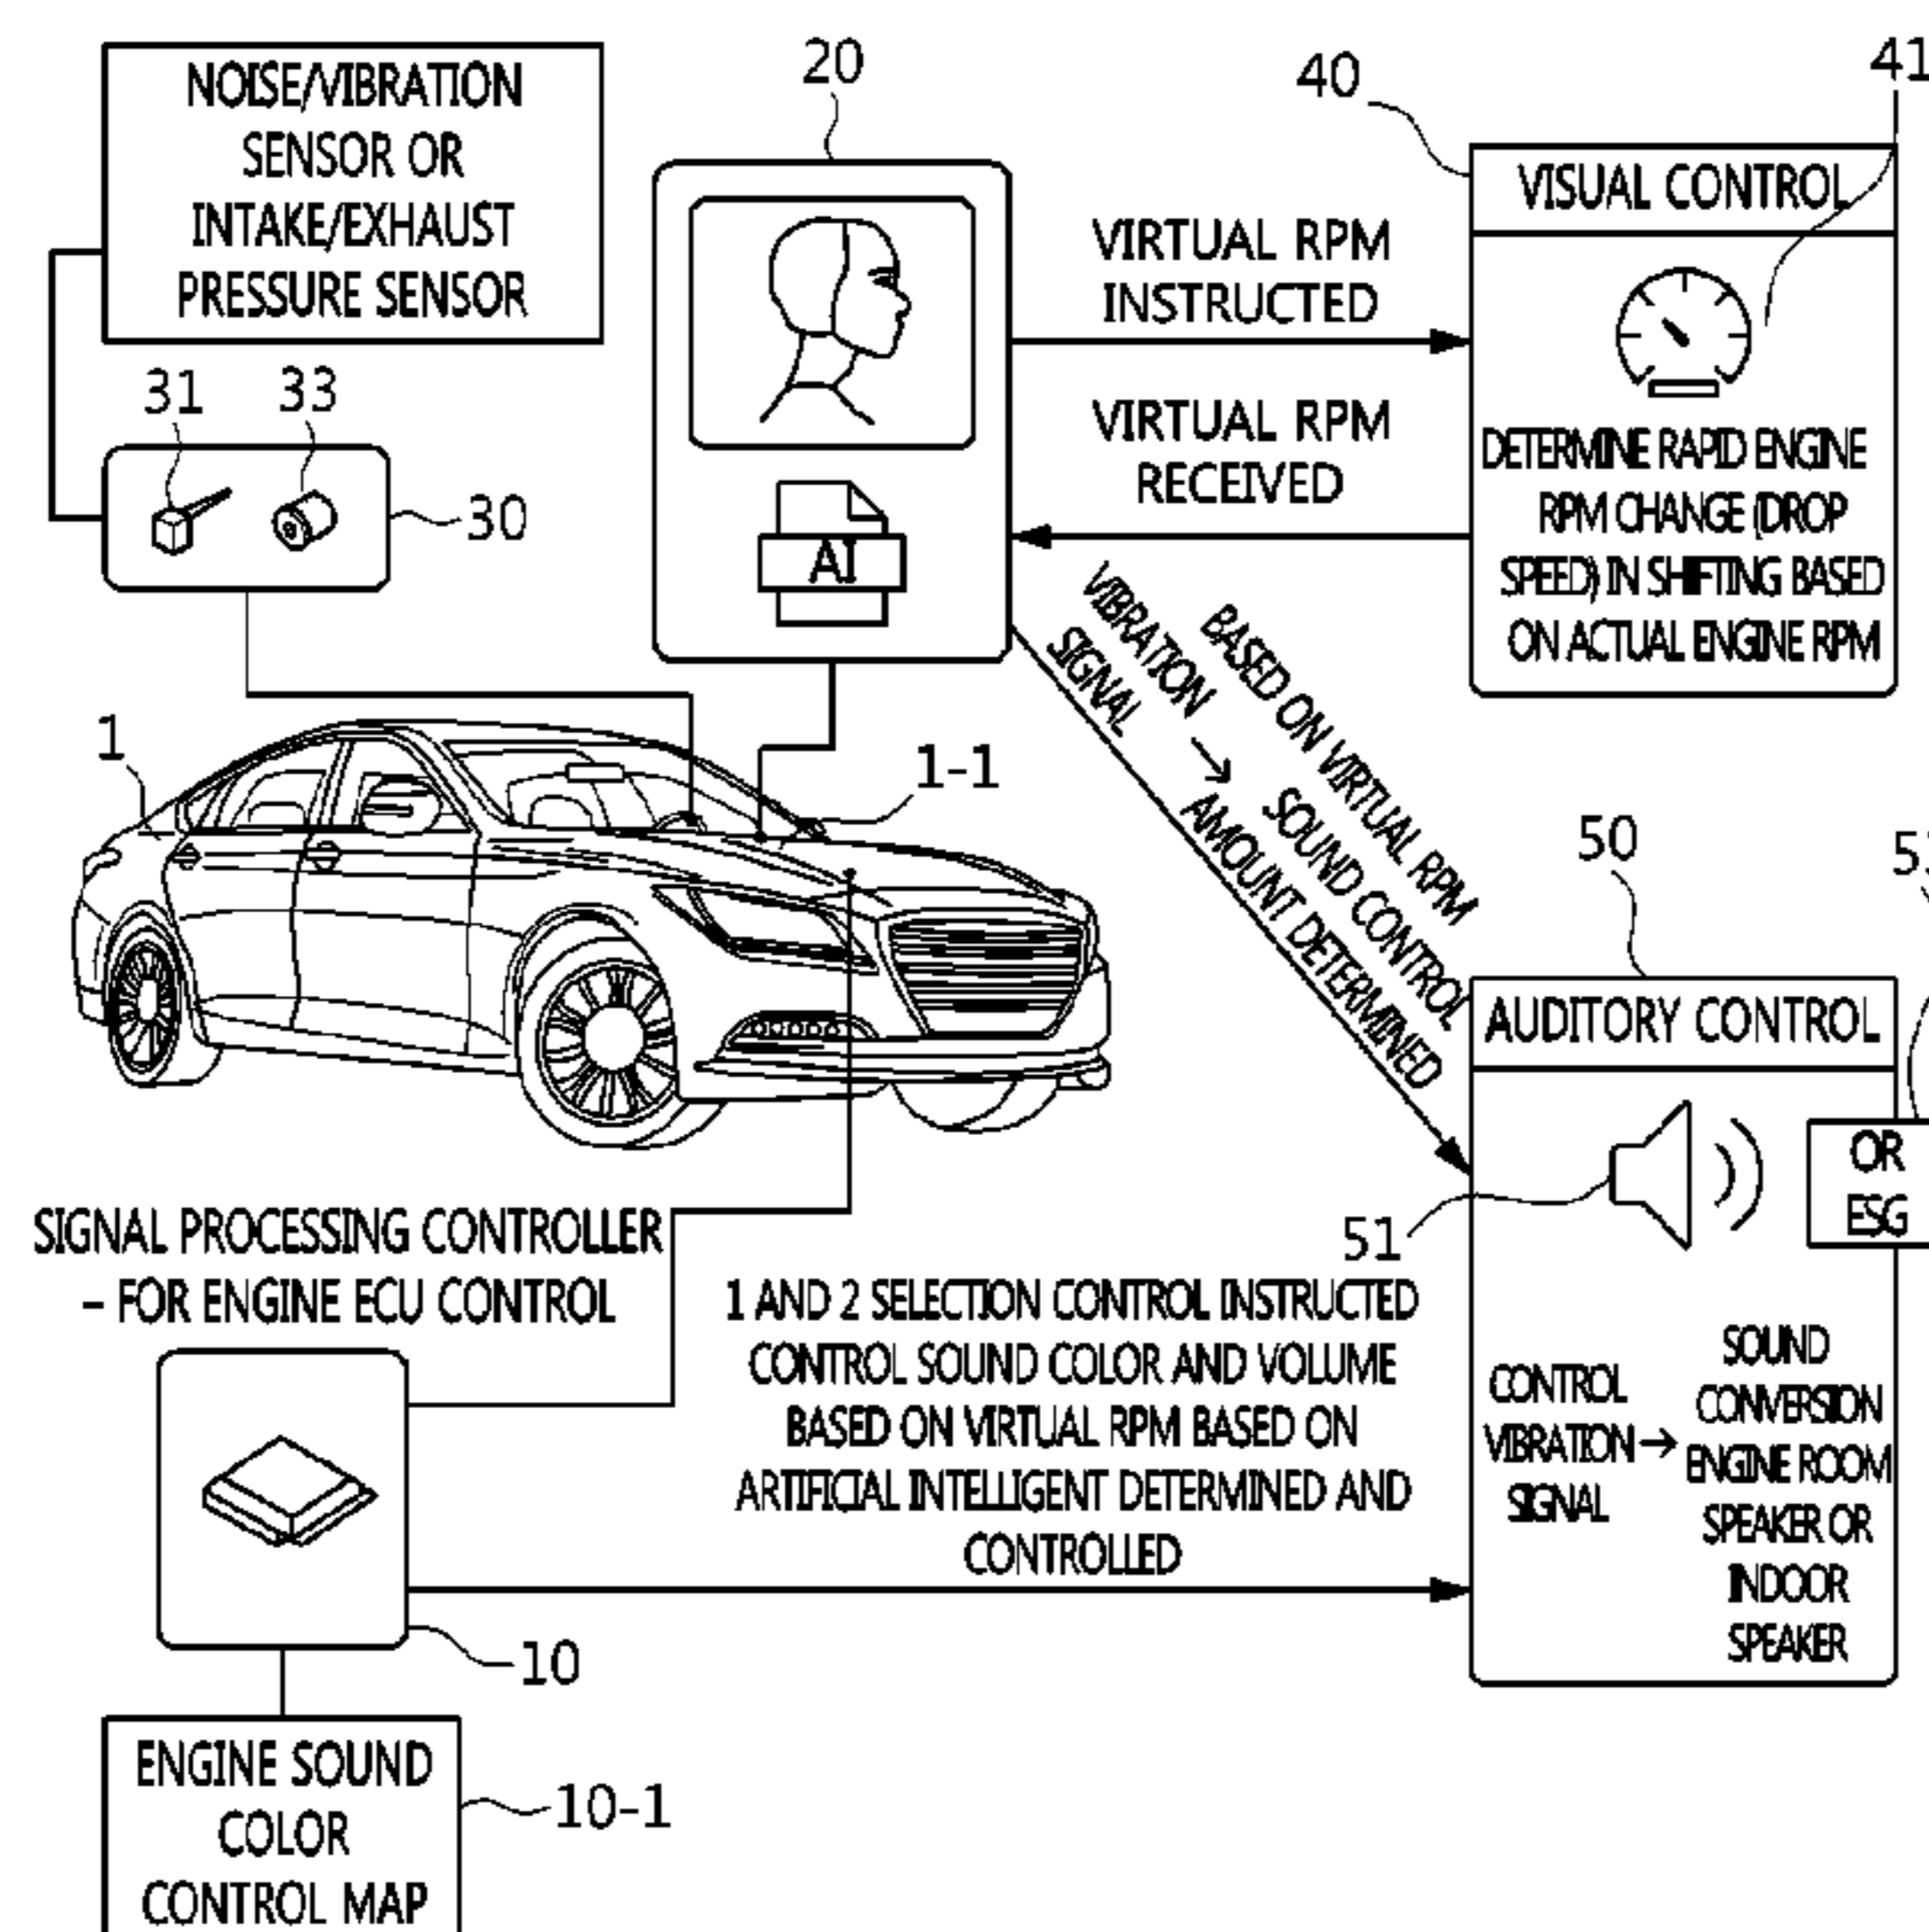 NOISE/VIBRATION
SENSOR OR
INTAKE/EXHAUST
PRESSURE SENSOR
31
33
30
20
AI
VIRTUAL RPM
INSTRUCTED
VIRTUAL RPM
RECEIVED
40
41
VISUAL CONTROL
DETERMINE RAPID ENGINE
RPM CHANGE (DROP
SPEED) IN SHIFTING BASED
ON ACTUAL ENGINE RPM
1
1-1
BASED ON VIRTUAL RPM
VIBRATION → SOUND CONTROL
SIGNAL AMOUNT DETERMINED
50
AUDITORY CONTROL
OR
ESG
51
CONTROL
VIBRATION →
SIGNAL
SOUND
CONVERSION
ENGINE ROOM
SPEAKER OR
INDOOR
SPEAKER
SIGNAL PROCESSING CONTROLLER
– FOR ENGINE ECU CONTROL
1 AND 2 SELECTION CONTROL INSTRUCTED
CONTROL SOUND COLOR AND VOLUME
BASED ON VIRTUAL RPM BASED ON
ARTIFICIAL INTELLIGENT DETERMINED AND
CONTROLLED
10
ENGINE SOUND
COLOR
CONTROL MAP
10-1